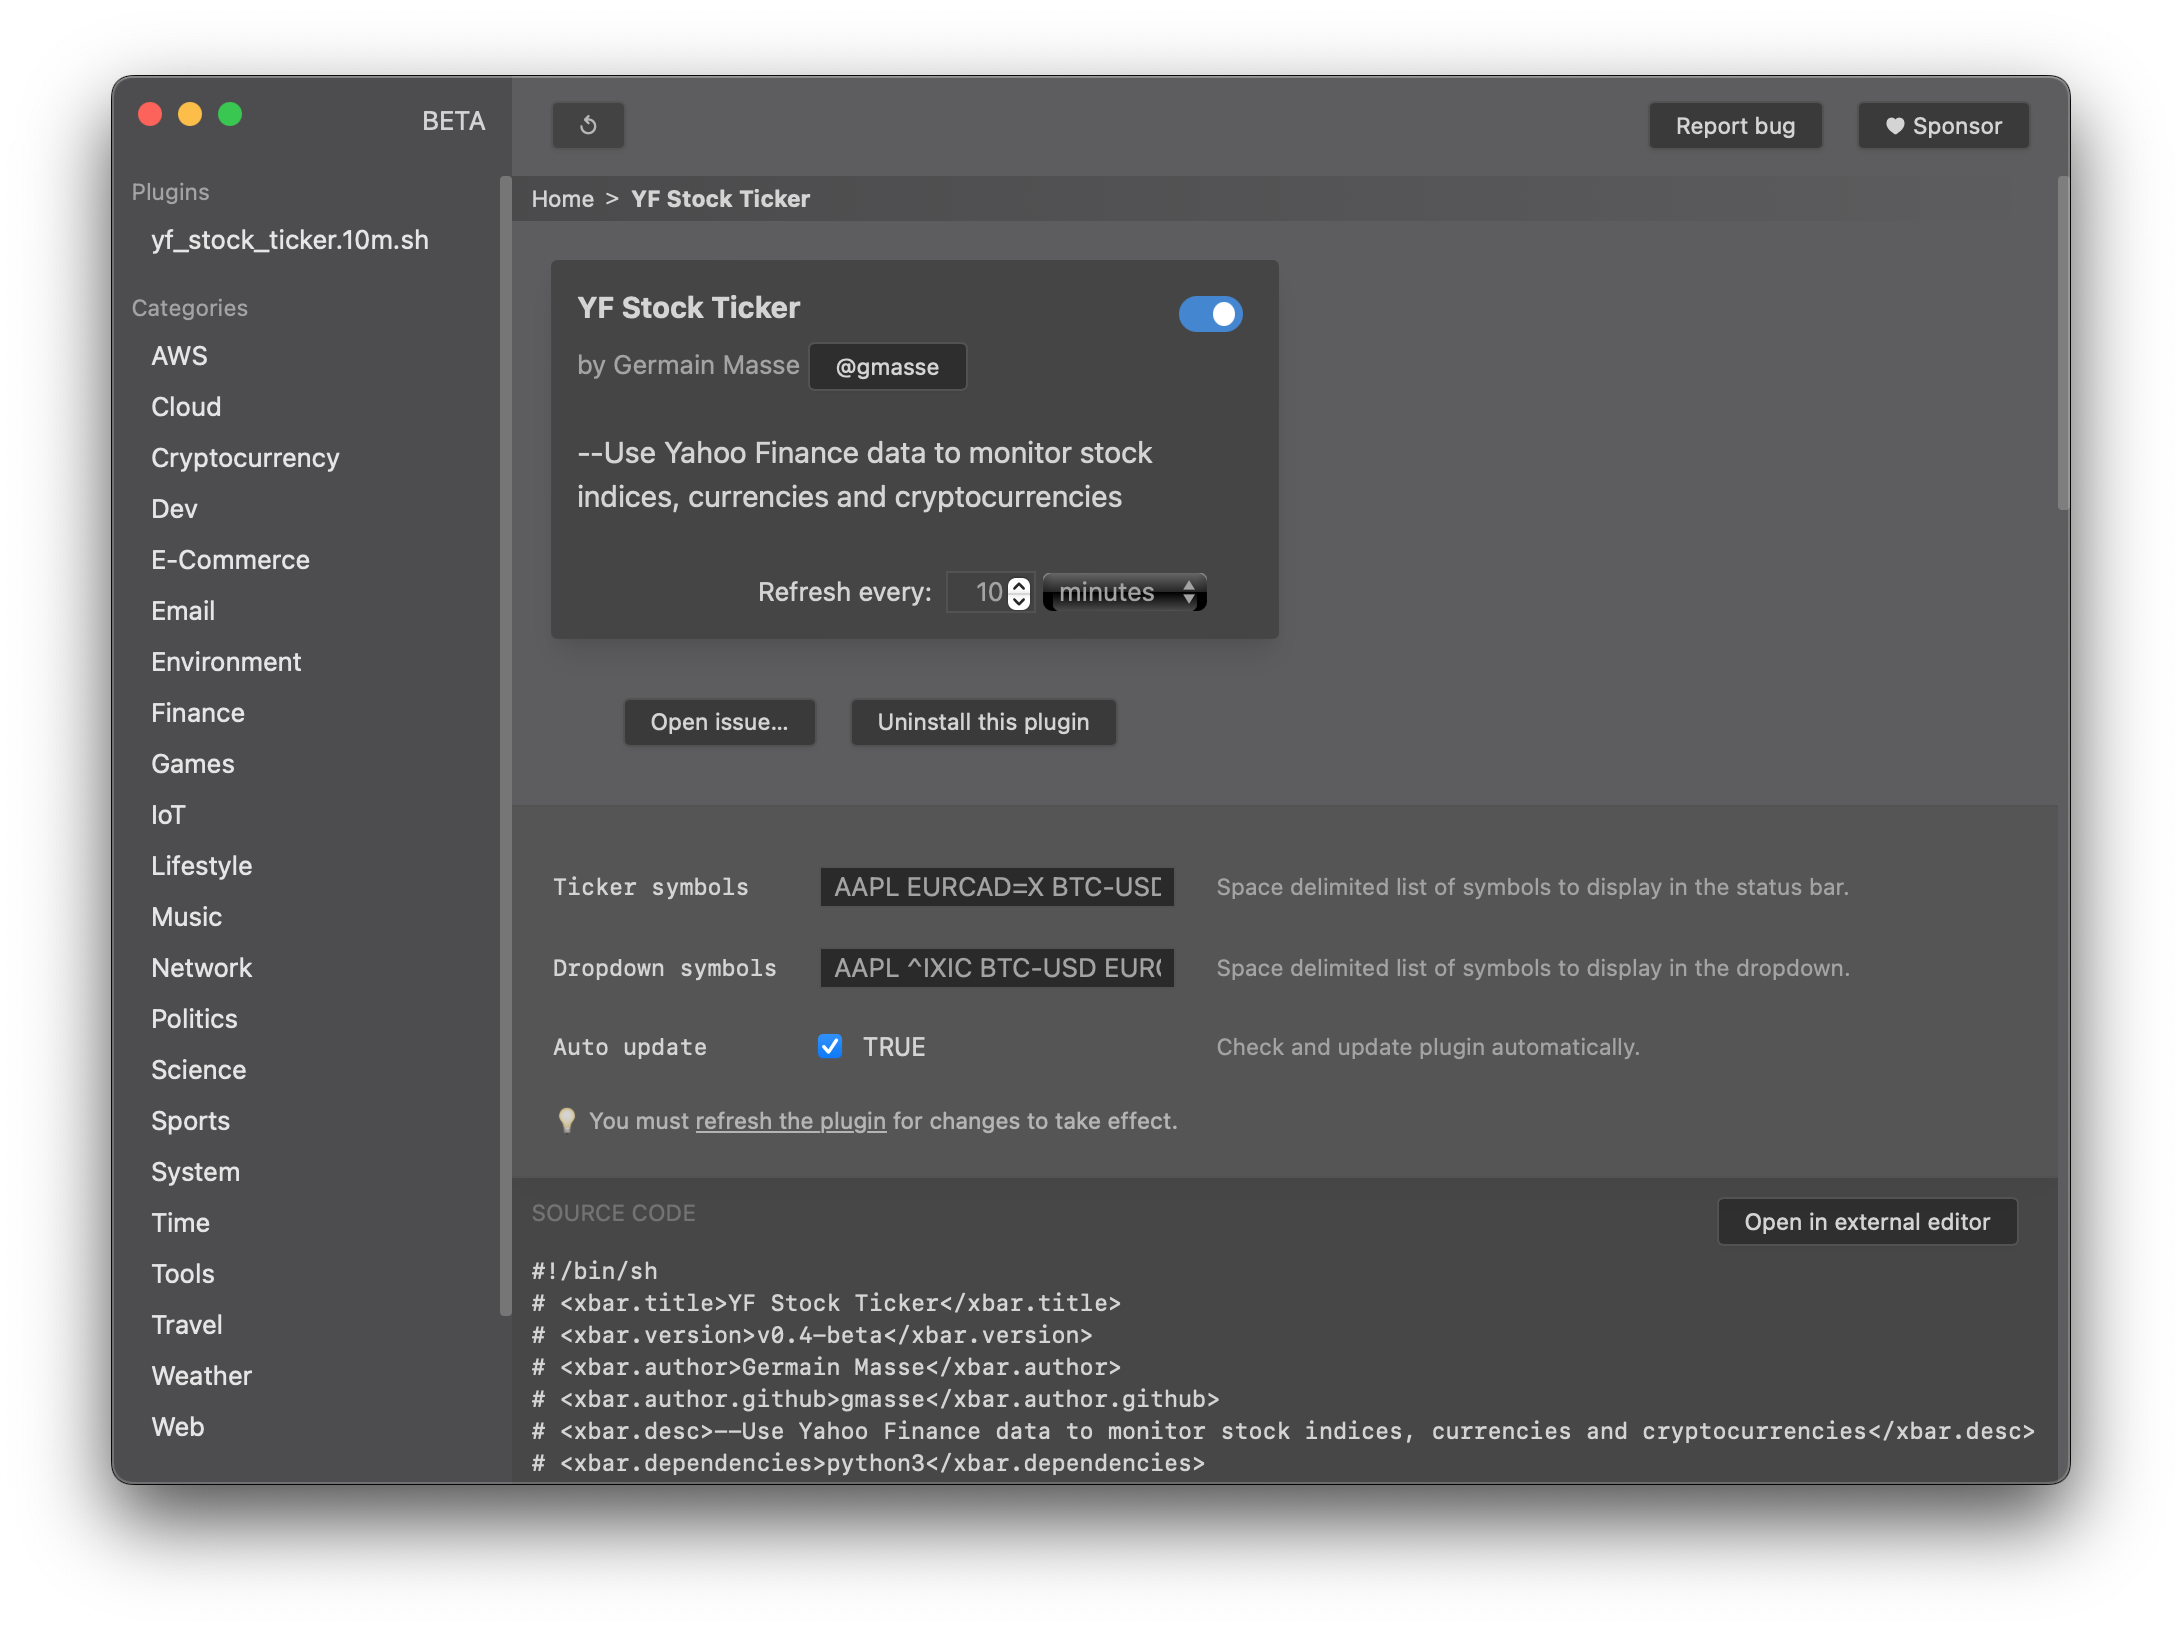 BETA
Report bug
Sponsor
Plugins
yf_stock_ticker.10m.sh
Categories
AWS
Cloud
Cryptocurrency
Dev
E-Commerce
Email
Environment
Finance
Games
IoT
Lifestyle
Music
Network
Politics
Science
Sports
System
Time
Tools
Travel
Weather
Web
Home > YF Stock Ticker
YF Stock Ticker
by Germain Masse @gmasse
--Use Yahoo Finance data to monitor stock
indices, currencies and cryptocurrencies
Refresh every: 10 minutes
Open issue...
Uninstall this plugin
Ticker symbols AAPL EURCAD=X BTC-USD Space delimited list of symbols to display in the status bar.
Dropdown symbols AAPL ^IXIC BTC-USD EUR Space delimited list of symbols to display in the dropdown.
Auto update TRUE Check and update plugin automatically.
You must refresh the plugin for changes to take effect.
SOURCE CODE
Open in external editor
#!/bin/sh
# <xbar.title>YF Stock Ticker</xbar.title>
# <xbar.version>v0.4-beta</xbar.version>
# <xbar.author>Germain Masse</xbar.author>
# <xbar.author.github>gmasse</xbar.author.github>
# <xbar.desc>--Use Yahoo Finance data to monitor stock indices, currencies and cryptocurrencies</xbar.desc>
# <xbar.dependencies>python3</xbar.dependencies>